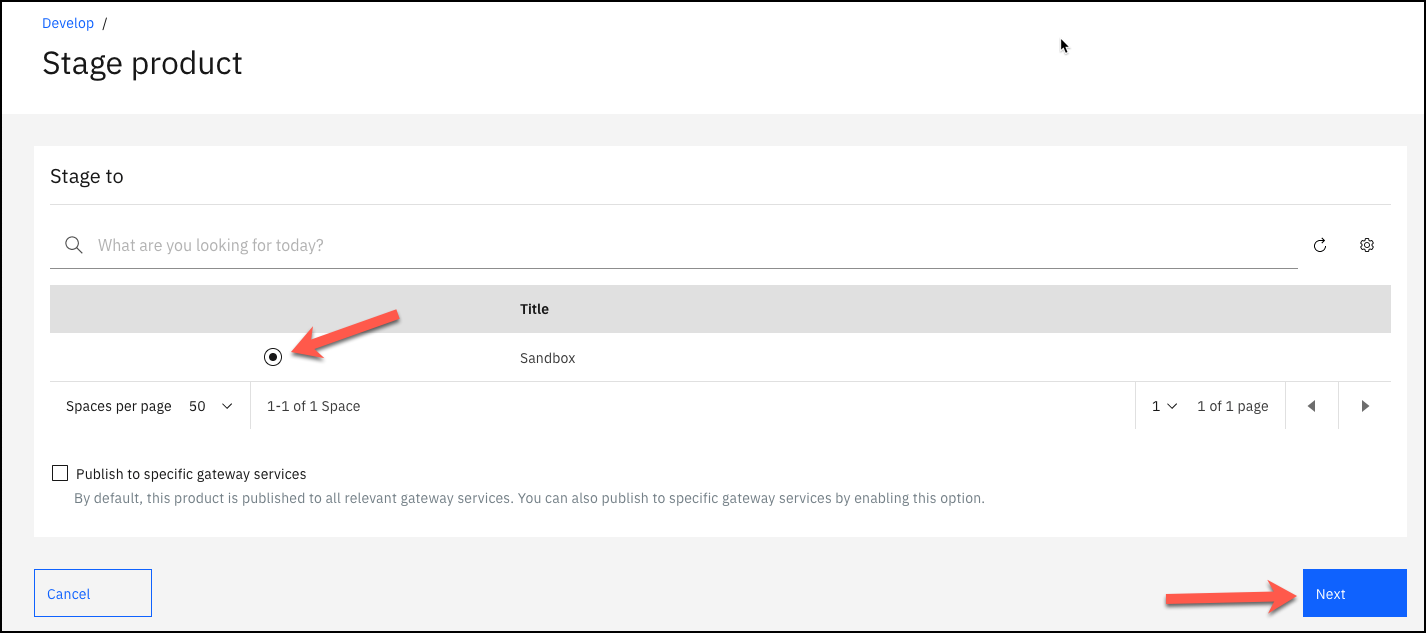 Develop /
Stage product
Stage to
What are you looking for today?
Title
Sandbox
Spaces per page 50 1-1 of 1 Space 1 1 of 1 page
Publish to specific gateway services
By default, this product is published to all relevant gateway services. You can also publish to specific gateway services by enabling this option.
Cancel Next